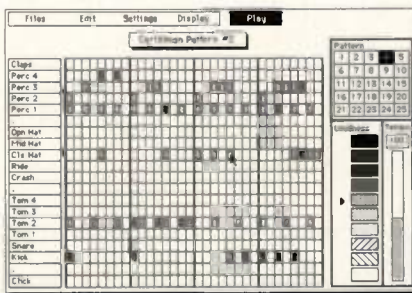 Files Edit Settings Display Play
Pattern #2
Pattern
1 2 3 4 5
6 7 8 9 10
11 12 13 14 15
16 17 18 19 20
21 22 23 24 25
Claps
Perc 4
Perc 3
Perc 2
Perc 1
Opn Hat
Mid Hat
Cls Hat
Ride
Crash
Tom 4
Tom 3
Tom 2
Tom 1
Snare
Kick
Click
Loudness
Tempo